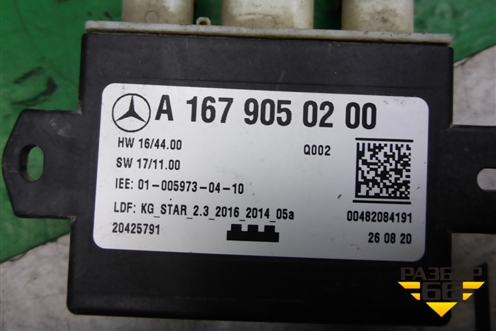 A 167 905 02 00
HW 16/44.00
Q002
SW 17/11.00
IEE: 01-005973-04-10
LDF: KG_STAR_2.3_2016_2014_05a
00482084191
20425791
26 08 20
РАЗБОР
66